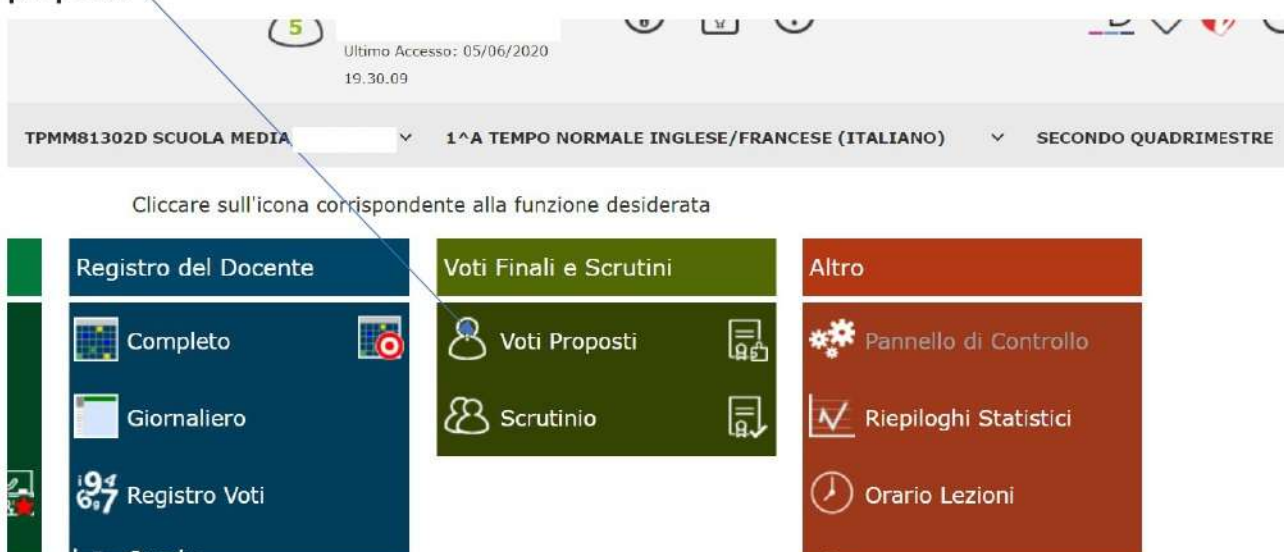 5
Ultimo Accesso: 05/06/2020
19.30.09
TPMM81302D SCUOLA MEDIA
1^A TEMPO NORMALE INGLESE/FRANCESE (ITALIANO)
SECONDO QUADRIMESTRE
Cliccare sull'icona corrispondente alla funzione desiderata
Registro del Docente
Completo
Giornaliero
Registro Voti
Voti Finali e Scrutini
Voti Proposti
Scrutinio
Altro
Pannello di Controllo
Riepiloghi Statistici
Orario Lezioni